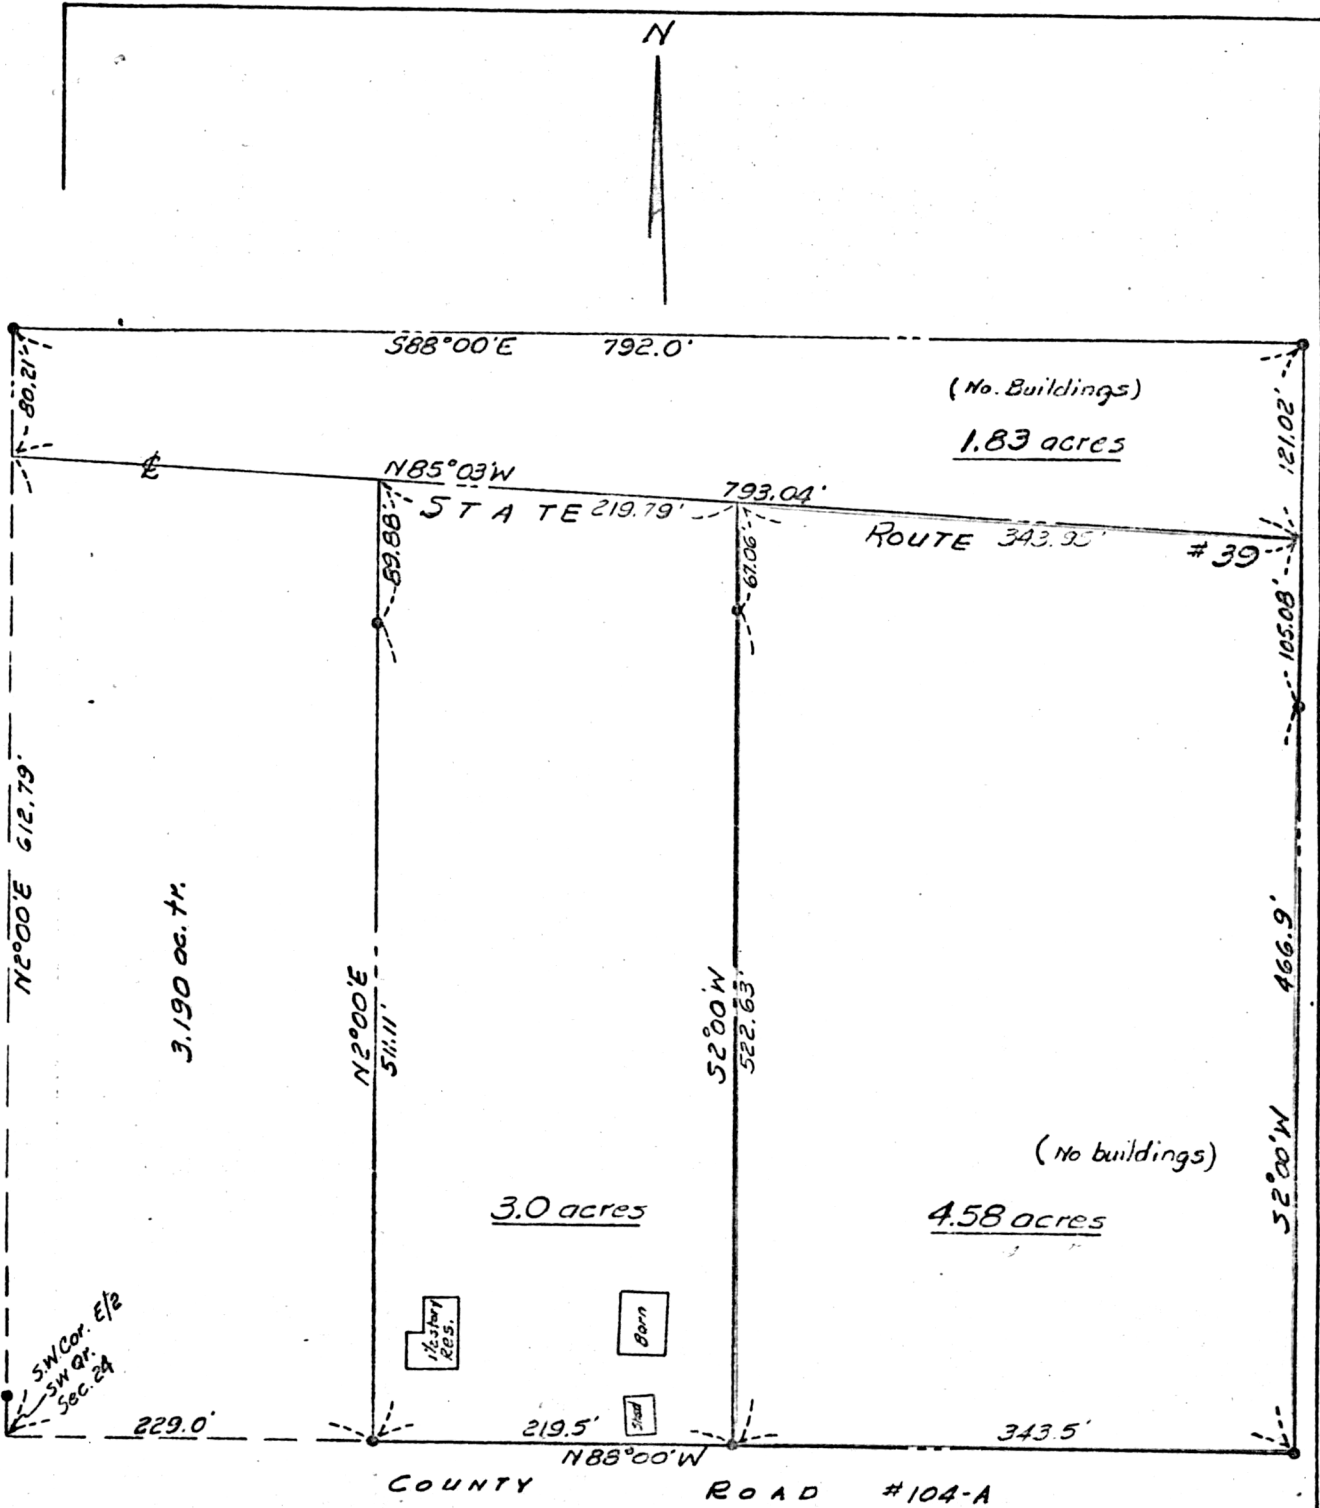 N
S88°00'E 792.0'
80.21'
(No. Buildings)
1.83 acres
121.02'
℄
N85°03'W
793.04'
STATE 219.79' ROUTE 343.95' #39
89.88'
67.06'
105.08'
N2°00'E 612.79'
3.190 ac. tr.
N2°00'E
511.11'
S2°00'W
522.63'
466.9'
S2°00'W
(No buildings)
3.0 acres
4.58 acres
1½ story
Res.
Barn
Shed
S.W. Cor. E/2
SW Qr.
Sec. 24
229.0' 219.5' 343.5'
N88°00'W
COUNTY ROAD #104-A